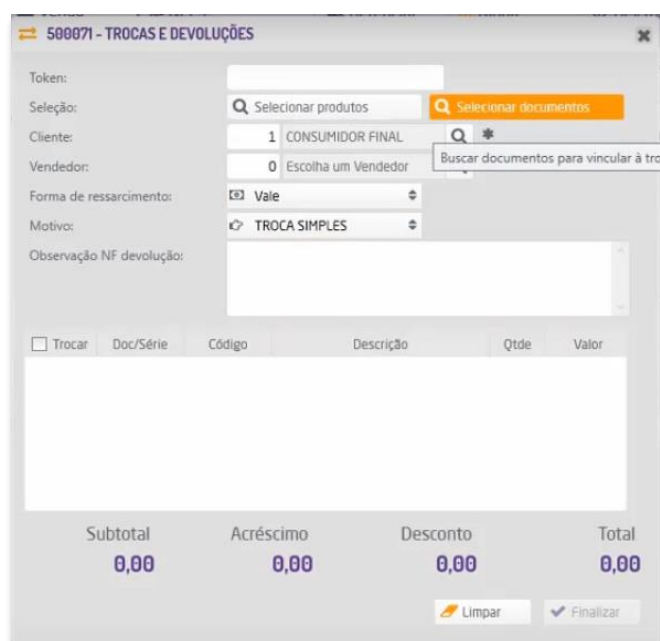 500071 - TROCAS E DEVOLUÇÕES
Token:
Seleção: Selecionar produtos Selecionar documentos
Cliente: 1 CONSUMIDOR FINAL
Buscar documentos para vincular à tro
Vendedor: 0 Escolha um Vendedor
Forma de ressarcimento: Vale
Motivo: TROCA SIMPLES
Observação NF devolução:
Trocar Doc/Série Código Descrição Qtde Valor
Subtotal Acréscimo Desconto Total
0,00 0,00 0,00 0,00
Limpar Finalizar